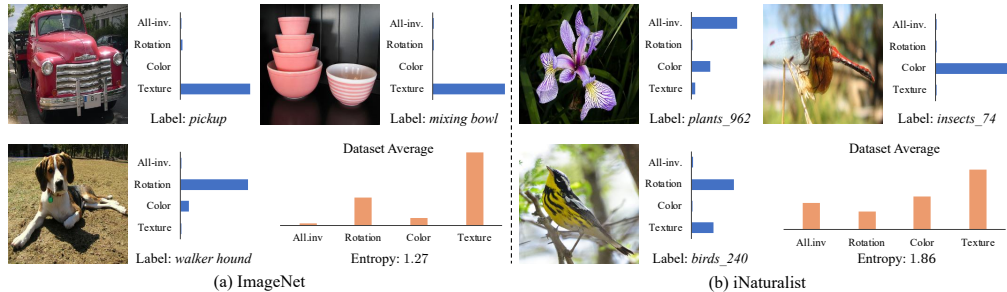 All-inv.
Rotation
Color
Texture
Label: pickup
All-inv.
Rotation
Color
Texture
Label: mixing bowl
All-inv.
Rotation
Color
Texture
Label: walker hound
Dataset Average
All.inv Rotation Color Texture
Entropy: 1.27
(a) ImageNet
All-inv.
Rotation
Color
Texture
Label: plants_962
All-inv.
Rotation
Color
Texture
Label: insects_74
All-inv.
Rotation
Color
Texture
Label: birds_240
Dataset Average
All.inv Rotation Color Texture
Entropy: 1.86
(b) iNaturalist